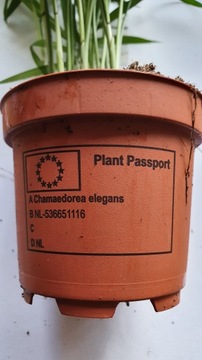 Plant Passport
A Chamaedorea elegans
B NL-536651116
C
D NL